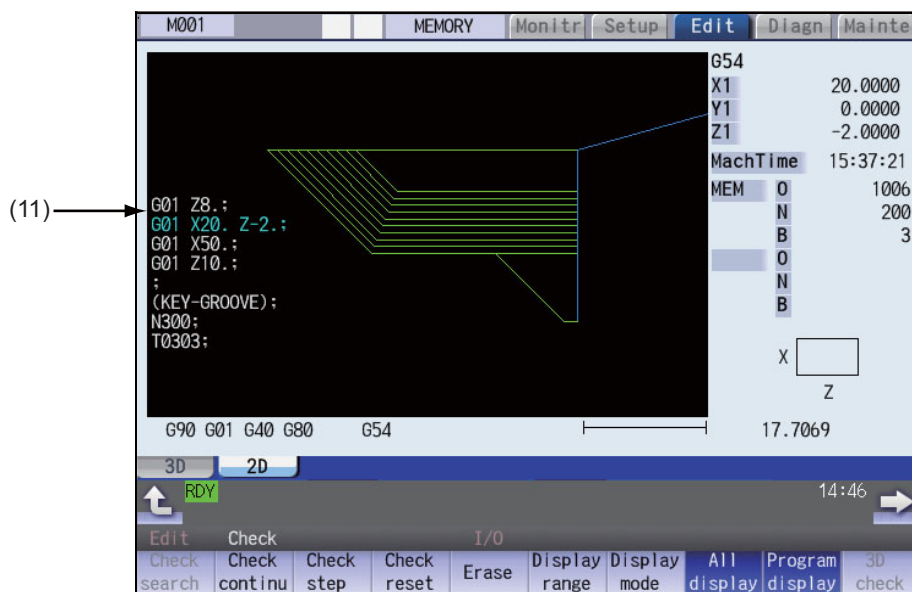 M001 MEMORY Monitr Setup Edit Diagn Mainte
G54
X1 20.0000
Y1 0.0000
Z1 -2.0000
MachTime 15:37:21
MEM O 1006
N 200
B 3
O
N
B
X
Z
(11)
G01 Z8.;
G01 X20. Z-2.;
G01 X50.;
G01 Z10.;
;
(KEY-GROOVE);
N300;
T0303;
G90 G01 G40 G80 G54 17.7069
3D 2D
RDY 14:46
Edit Check I/O
Check search
Check continu
Check step
Check reset
Erase
Display range
Display mode
All display
Program display
3D check